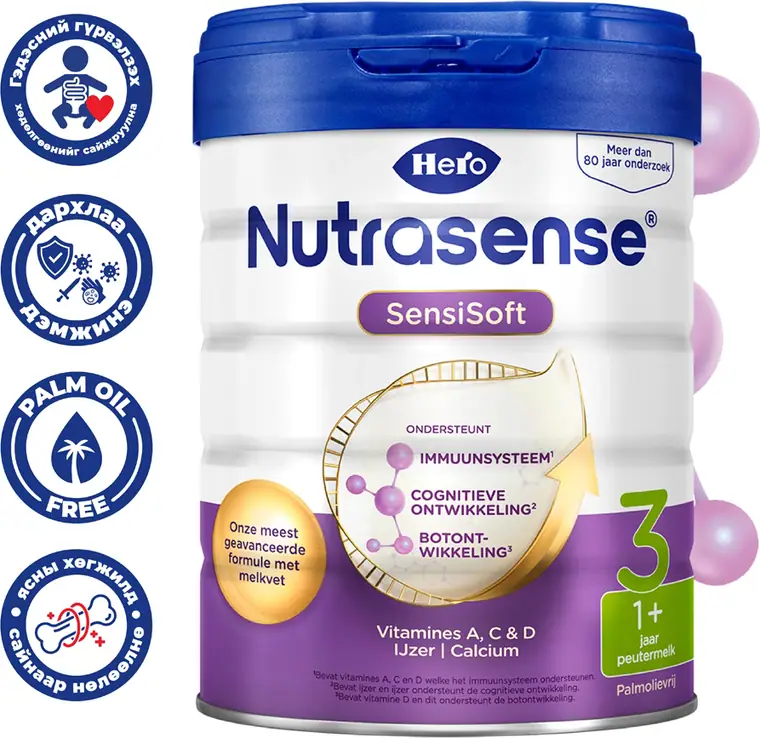 гэдэсний гүрвэлзэх
хөдөлгөөнийг сайжруулна
дархлаа
дэмжинэ
PALM OIL
FREE
ясны хөгжилд
сайнаар нөлөөлнө
Hero
Meer dan
80 jaar onderzoek
Nutrasense®
SensiSoft
ONDERSTEUNT
IMMUUNSYSTEEM¹
COGNITIEVE
ONTWIKKELING²
BOTONT-
WIKKELING³
Onze meest
geavanceerde
formule met
melkvet
3
1+
jaar
peutermelk
Palmolievrij
Vitamines A, C & D
IJzer | Calcium
¹Bevat vitamines A, C en D welke het immuunsysteem ondersteunen.
²Bevat ijzer en ijzer ondersteunt de cognitieve ontwikkeling.
³Bevat vitamine D en dit ondersteunt de botontwikkeling.